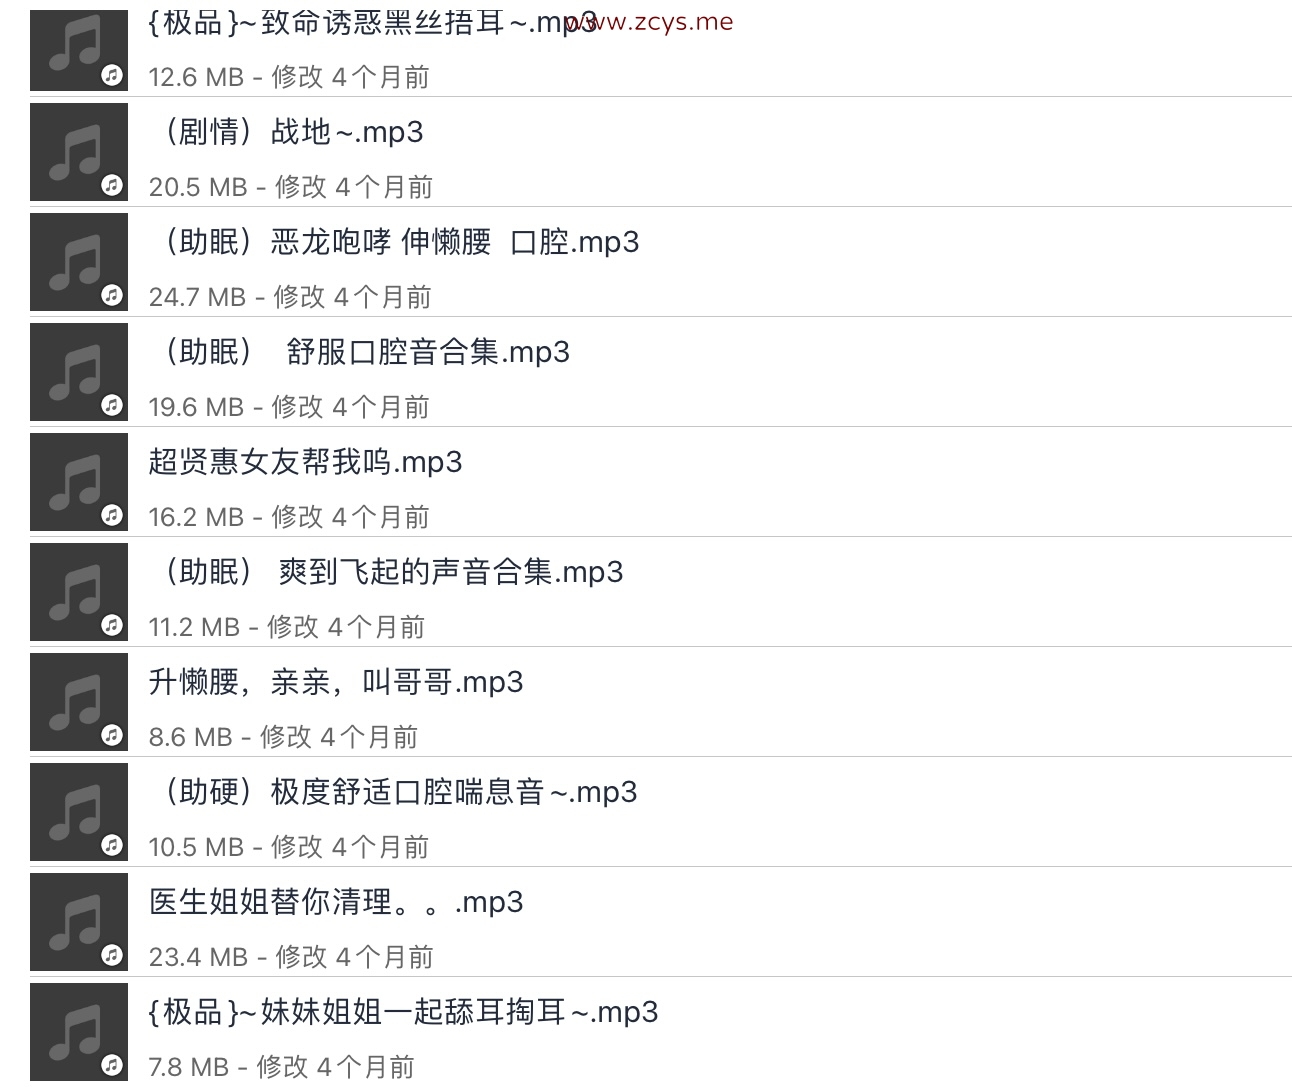 {极品}~致命诱惑黑丝捂耳~.mp3
www.zcys.me
12.6 MB - 修改 4个月前
（剧情）战地~.mp3
20.5 MB - 修改 4个月前
（助眠）恶龙咆哮 伸懒腰  口腔.mp3
24.7 MB - 修改 4个月前
（助眠）  舒服口腔音合集.mp3
19.6 MB - 修改 4个月前
超贤惠女友帮我呜.mp3
16.2 MB - 修改 4个月前
（助眠） 爽到飞起的声音合集.mp3
11.2 MB - 修改 4个月前
升懒腰，亲亲，叫哥哥.mp3
8.6 MB - 修改 4个月前
（助硬）极度舒适口腔喘息音~.mp3
10.5 MB - 修改 4个月前
医生姐姐替你清理。。.mp3
23.4 MB - 修改 4个月前
{极品}~妹妹姐姐一起舔耳掏耳~.mp3
7.8 MB - 修改 4个月前